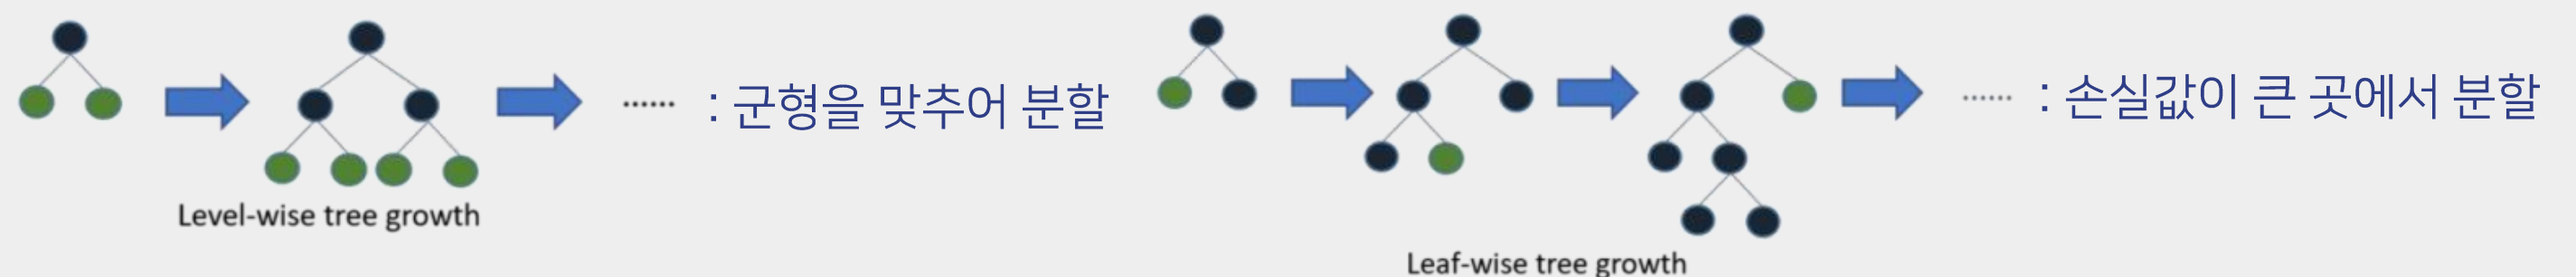 ...... : 군형을 맞추어 분할
Level-wise tree growth
...... : 손실값이 큰 곳에서 분할
Leaf-wise tree growth